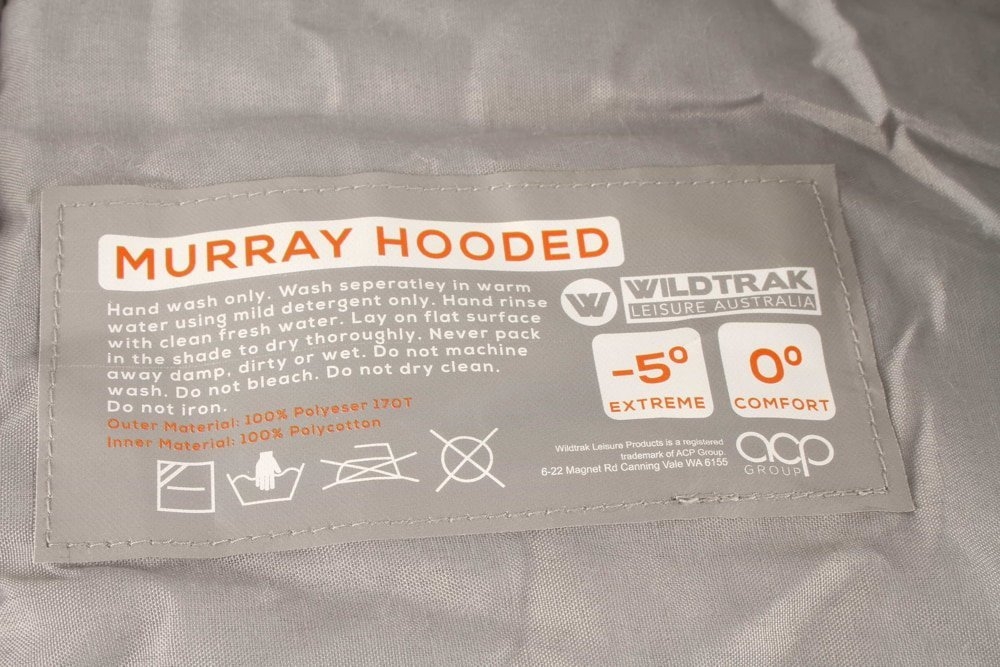 MURRAY HOODED
Hand wash only. Wash seperatley in warm
water using mild detergent only. Hand rinse
with clean fresh water. Lay on flat surface
in the shade to dry thoroughly. Never pack
away damp, dirty or wet. Do not machine
wash. Do not bleach. Do not dry clean.
Do not iron.
Outer Material: 100% Polyeser 170T
Inner Material: 100% Polycotton
W
WILDTRAK
LEISURE AUSTRALIA
-5°
EXTREME
0°
COMFORT
Wildtrak Leisure Products is a registered
trademark of ACP Group.
6-22 Magnet Rd Canning Vale WA 6155
acp
GROUP